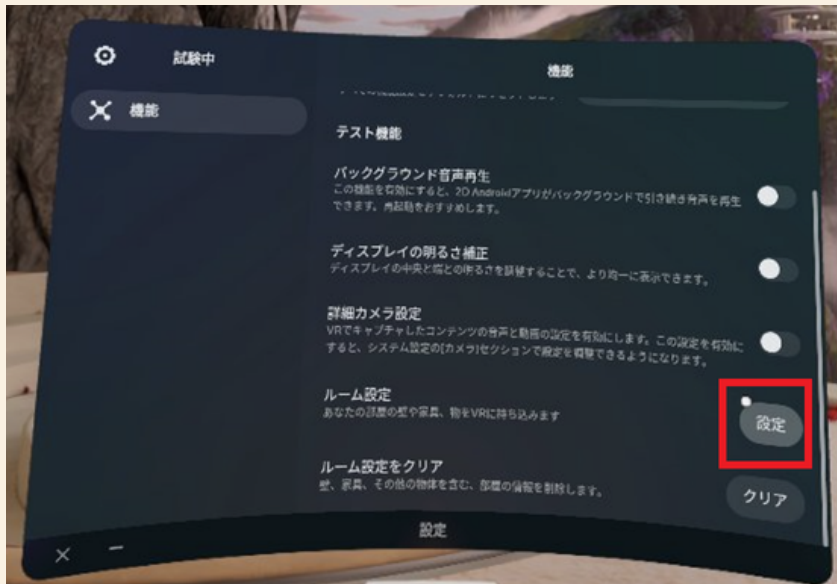 試験中
機能
機能
テスト機能
バックグラウンド音声再生
この機能を有効にすると、2D Androidアプリがバックグラウンドで引き続き音声を再生
できます。再起動をおすすめします。
ディスプレイの明るさ補正
ディスプレイの中央と端との明るさを調整することで、より均一に表示できます。
詳細カメラ設定
VRでキャプチャしたコンテンツの音声と動画の設定を有効にします。この設定を有効に
すると、システム設定の[カメラ]セクションで設定を調整できるようになります。
ルーム設定
あなたの部屋の壁や家具、物をVRに持ち込みます
設定
ルーム設定をクリア
壁、家具、その他の物体を含む、部屋の情報を削除します。
クリア
設定